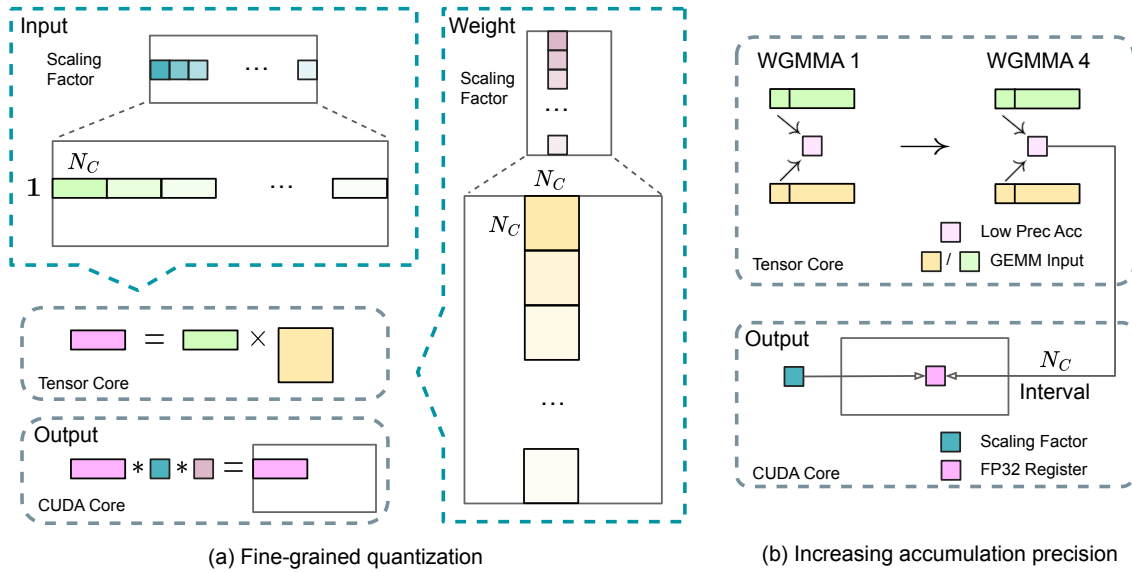 Input
Scaling
Factor
...
N_C
1
...
Weight
Scaling
Factor
...
N_C
N_C
...
= ×
Tensor Core
Output
* * =
CUDA Core
(a) Fine-grained quantization
WGMMA 1
WGMMA 4
Low Prec Acc
/ GEMM Input
Tensor Core
Output
N_C
Interval
Scaling Factor
FP32 Register
CUDA Core
(b) Increasing accumulation precision